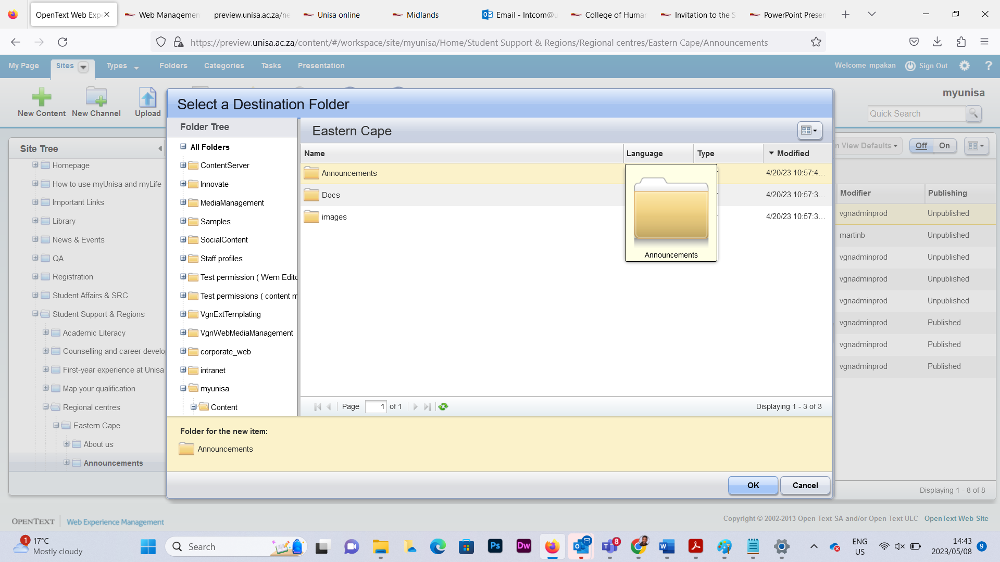 OpenText Web Exp
Web Managemen
preview.unisa.ac.za/ne
Unisa online
Midlands
Email - Intcom@u
College of Human
Invitation to the S
PowerPoint Presen
https://preview.unisa.ac.za/content/#/workspace/site/myunisa/Home/Student Support & Regions/Regional centres/Eastern Cape/Announcements
My Page
Sites
Types
Folders
Categories
Tasks
Presentation
Welcome mpakan
Sign Out
?
New Content
New Channel
Upload
myunisa
Quick Search
Select a Destination Folder
Folder Tree
Eastern Cape
Site Tree
n View Defaults
Off
On
All Folders
Name
Language
Type
Modified
Homepage
How to use myUnisa and myLife
Important Links
Library
News & Events
QA
Registration
Student Affairs & SRC
Student Support & Regions
Academic Literacy
Counselling and career develo
First-year experience at Unisa
Map your qualification
Regional centres
Eastern Cape
About us
Announcements
ContentServer
Innovate
MediaManagement
Samples
SocialContent
Staff profiles
Test permission ( Wem Edito
Test permissions ( content m
VgnExtTemplating
VgnWebMediaManagement
corporate_web
intranet
myunisa
Content
Announcements
4/20/23 10:57:4...
Docs
4/20/23 10:57:3...
images
4/20/23 10:57:3...
Announcements
Modifier
Publishing
vgnadminprod
Unpublished
martinb
Unpublished
vgnadminprod
Unpublished
vgnadminprod
Unpublished
vgnadminprod
Unpublished
vgnadminprod
Published
vgnadminprod
Published
vgnadminprod
Published
Page
1
of 1
Displaying 1 - 3 of 3
Folder for the new item:
Announcements
OK
Cancel
Displaying 1 - 8 of 8
OPENTEXT
Web Experience Management
Copyright © 2002-2013 Open Text SA and/or Open Text ULC
OpenText Web Site
1
17°C
Mostly cloudy
Search
Ps
Dw
8
ENG
US
14:43
2023/05/08
9